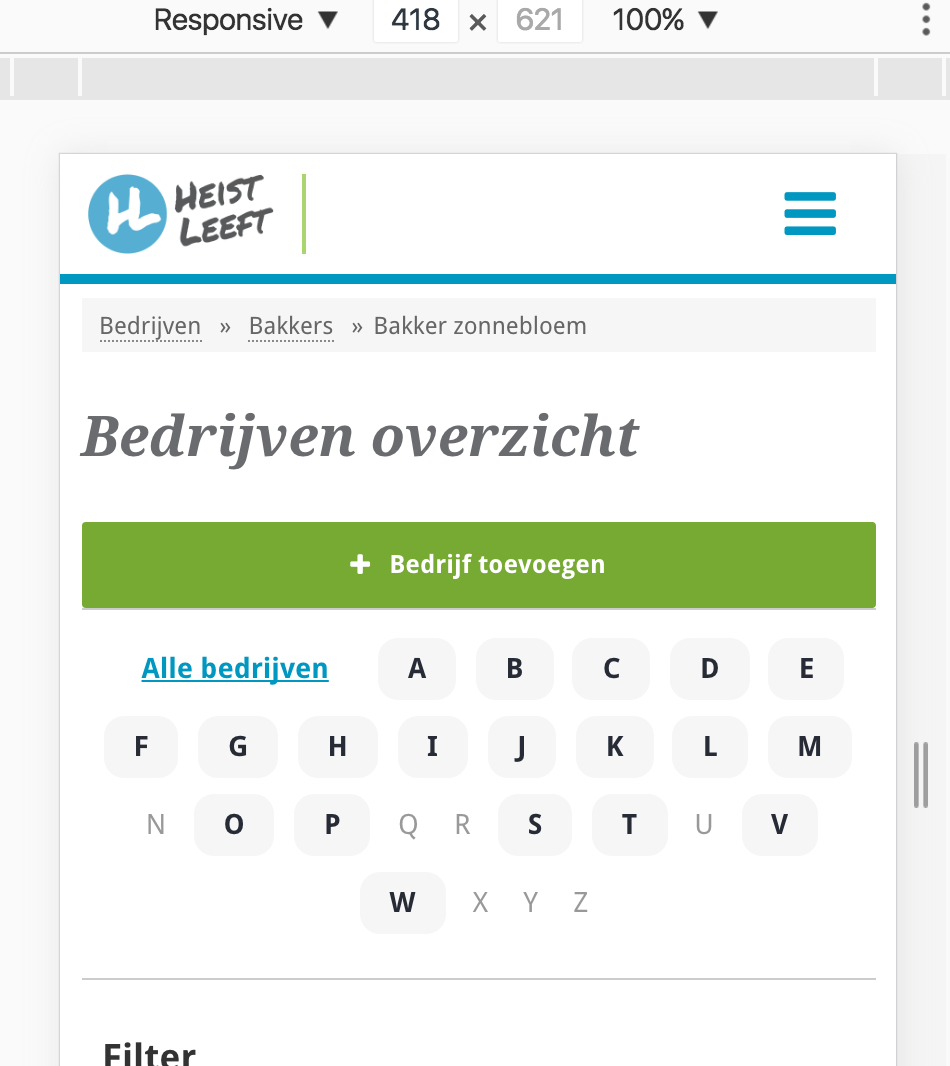 Responsive ▼ 418 × 621 100% ▼
HL HEIST LEEFT
Bedrijven » Bakkers » Bakker zonnebloem
Bedrijven overzicht
+ Bedrijf toevoegen
Alle bedrijven A B C D E
F G H I J K L M
N O P Q R S T U V
W X Y Z
Filter